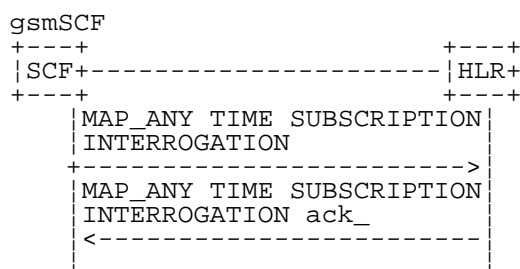 gsmSCF
+---+                      +---+
¦SCF+----------------------¦HLR+
+---+                      +---+
    ¦MAP_ANY TIME SUBSCRIPTION¦
    ¦INTERROGATION            ¦
    +------------------------>¦
    ¦MAP_ANY TIME SUBSCRIPTION¦
    ¦INTERROGATION ack_       ¦
    ¦<------------------------¦
    ¦                         ¦